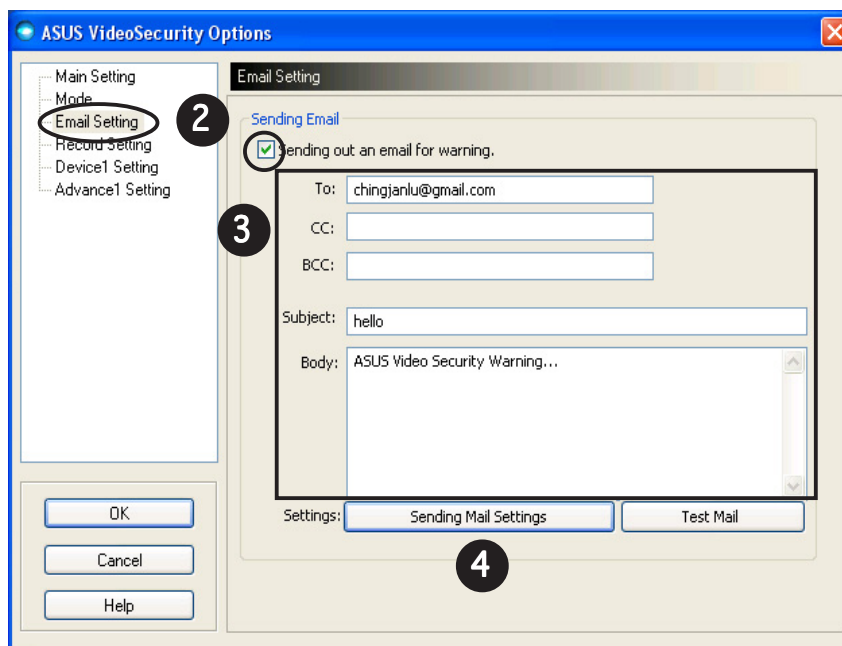 ASUS VideoSecurity Options
Main Setting
Mode
Email Setting
Record Setting
Device1 Setting
Advance1 Setting
2
OK
Cancel
Help
Email Setting
Sending Email
Sending out an email for warning.
3
To: chingjanlu@gmail.com
CC:
BCC:
Subject: hello
Body: ASUS Video Security Warning...
Settings: Sending Mail Settings Test Mail
4